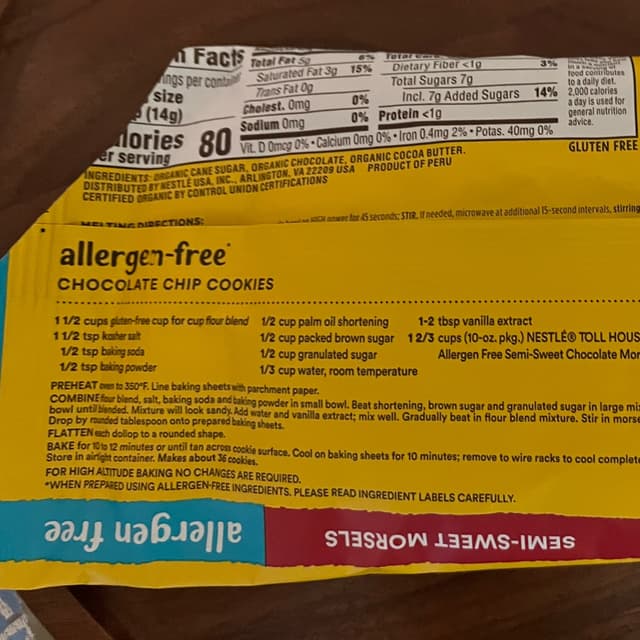 n Facts
ings per contain
size
(14g)
alories 80
er serving
Total Fat 5g 6%
Saturated Fat 3g 15%
Trans Fat 0g
Cholest. 0mg 0%
Sodium 0mg 0%
Dietary Fiber <1g 3%
Total Sugars 7g
Incl. 7g Added Sugars 14%
Protein <1g
Vit. D 0mcg 0% • Calcium 0mg 0% • Iron 0.4mg 2% • Potas. 40mg 0%
food contributes
to a daily diet.
2,000 calories
a day is used for
general nutrition
advice.
GLUTEN FREE
INGREDIENTS: ORGANIC CANE SUGAR, ORGANIC CHOCOLATE, ORGANIC COCOA BUTTER.
DISTRIBUTED BY NESTLÉ USA, INC., ARLINGTON, VA 22209 USA PRODUCT OF PERU
CERTIFIED ORGANIC BY CONTROL UNION CERTIFICATIONS
MELTING DIRECTIONS:
HIGH power for 45 seconds; STIR. If needed, microwave at additional 15-second intervals, stirring
allergen-free*
CHOCOLATE CHIP COOKIES
1 1/2 cups gluten-free cup for cup flour blend
1 1/2 tsp kosher salt
1/2 tsp baking soda
1/2 tsp baking powder
1/2 cup palm oil shortening
1/2 cup packed brown sugar
1/2 cup granulated sugar
1/3 cup water, room temperature
1-2 tbsp vanilla extract
1 2/3 cups (10-oz. pkg.) NESTLÉ® TOLL HOUS
Allergen Free Semi-Sweet Chocolate Mor
PREHEAT oven to 350°F. Line baking sheets with parchment paper.
COMBINE flour blend, salt, baking soda and baking powder in small bowl. Beat shortening, brown sugar and granulated sugar in large mi
bowl until blended. Mixture will look sandy. Add water and vanilla extract; mix well. Gradually beat in flour blend mixture. Stir in morse
Drop by rounded tablespoon onto prepared baking sheets.
FLATTEN each dollop to a rounded shape.
BAKE for 10 to 12 minutes or until tan across cookie surface. Cool on baking sheets for 10 minutes; remove to wire racks to cool complete
Store in airtight container. Makes about 36 cookies.
FOR HIGH ALTITUDE BAKING NO CHANGES ARE REQUIRED.
*WHEN PREPARED USING ALLERGEN-FREE INGREDIENTS. PLEASE READ INGREDIENT LABELS CAREFULLY.
allergen free
SEMI-SWEET MORSELS